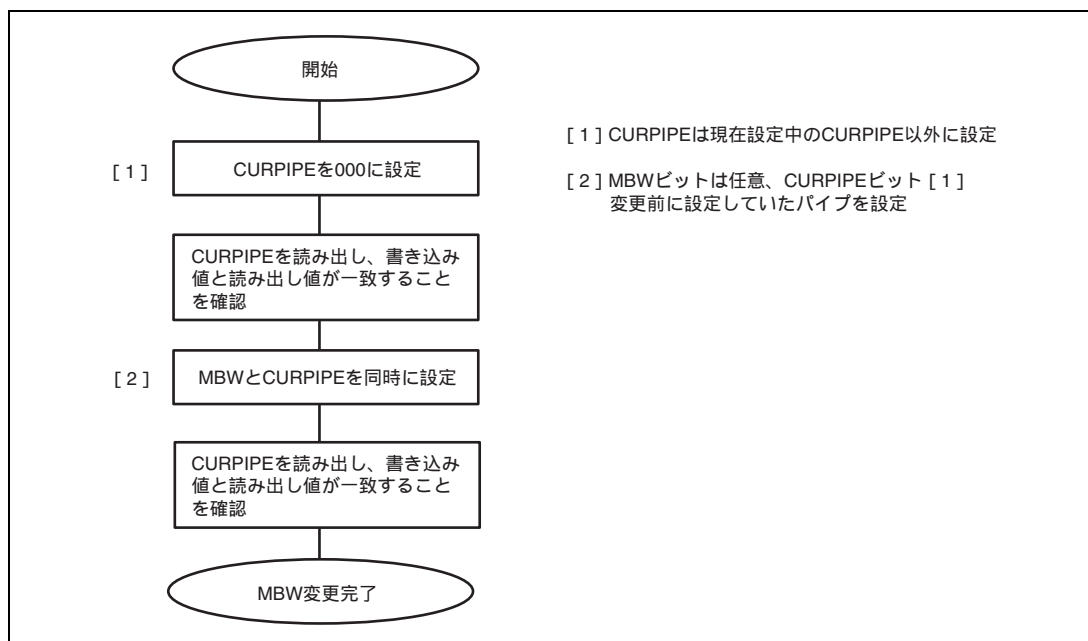 開始
[ 1 ] CURPIPEを000に設定
CURPIPEを読み出し、書き込み
値と読み出し値が一致すること
を確認
[ 2 ] MBWとCURPIPEを同時に設定
CURPIPEを読み出し、書き込み
値と読み出し値が一致すること
を確認
MBW変更完了
[ 1 ] CURPIPEは現在設定中のCURPIPE以外に設定
[ 2 ] MBWビットは任意、CURPIPEビット [ 1 ]
変更前に設定していたパイプを設定